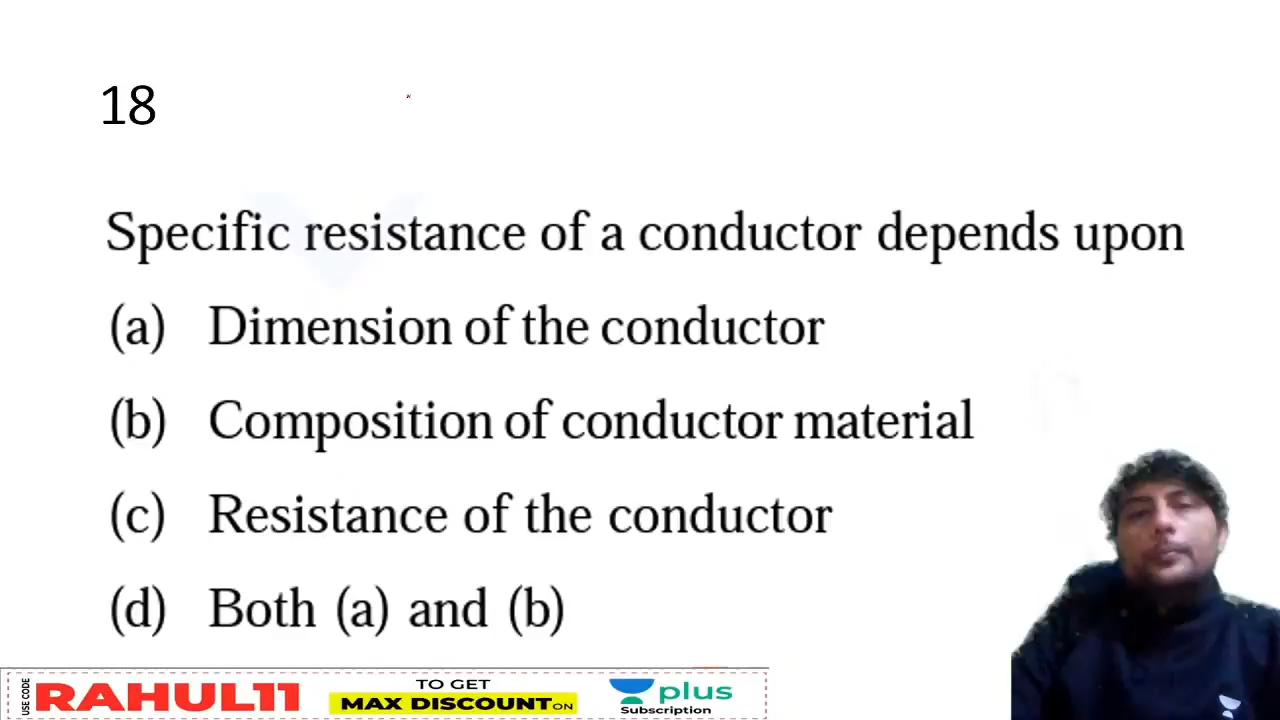 18
Specific resistance of a conductor depends upon
(a) Dimension of the conductor
(b) Composition of conductor material
(c) Resistance of the conductor
(d) Both (a) and (b)
USE CODE
RAHUL11
TO GET
MAX DISCOUNT ON
plus
Subscription